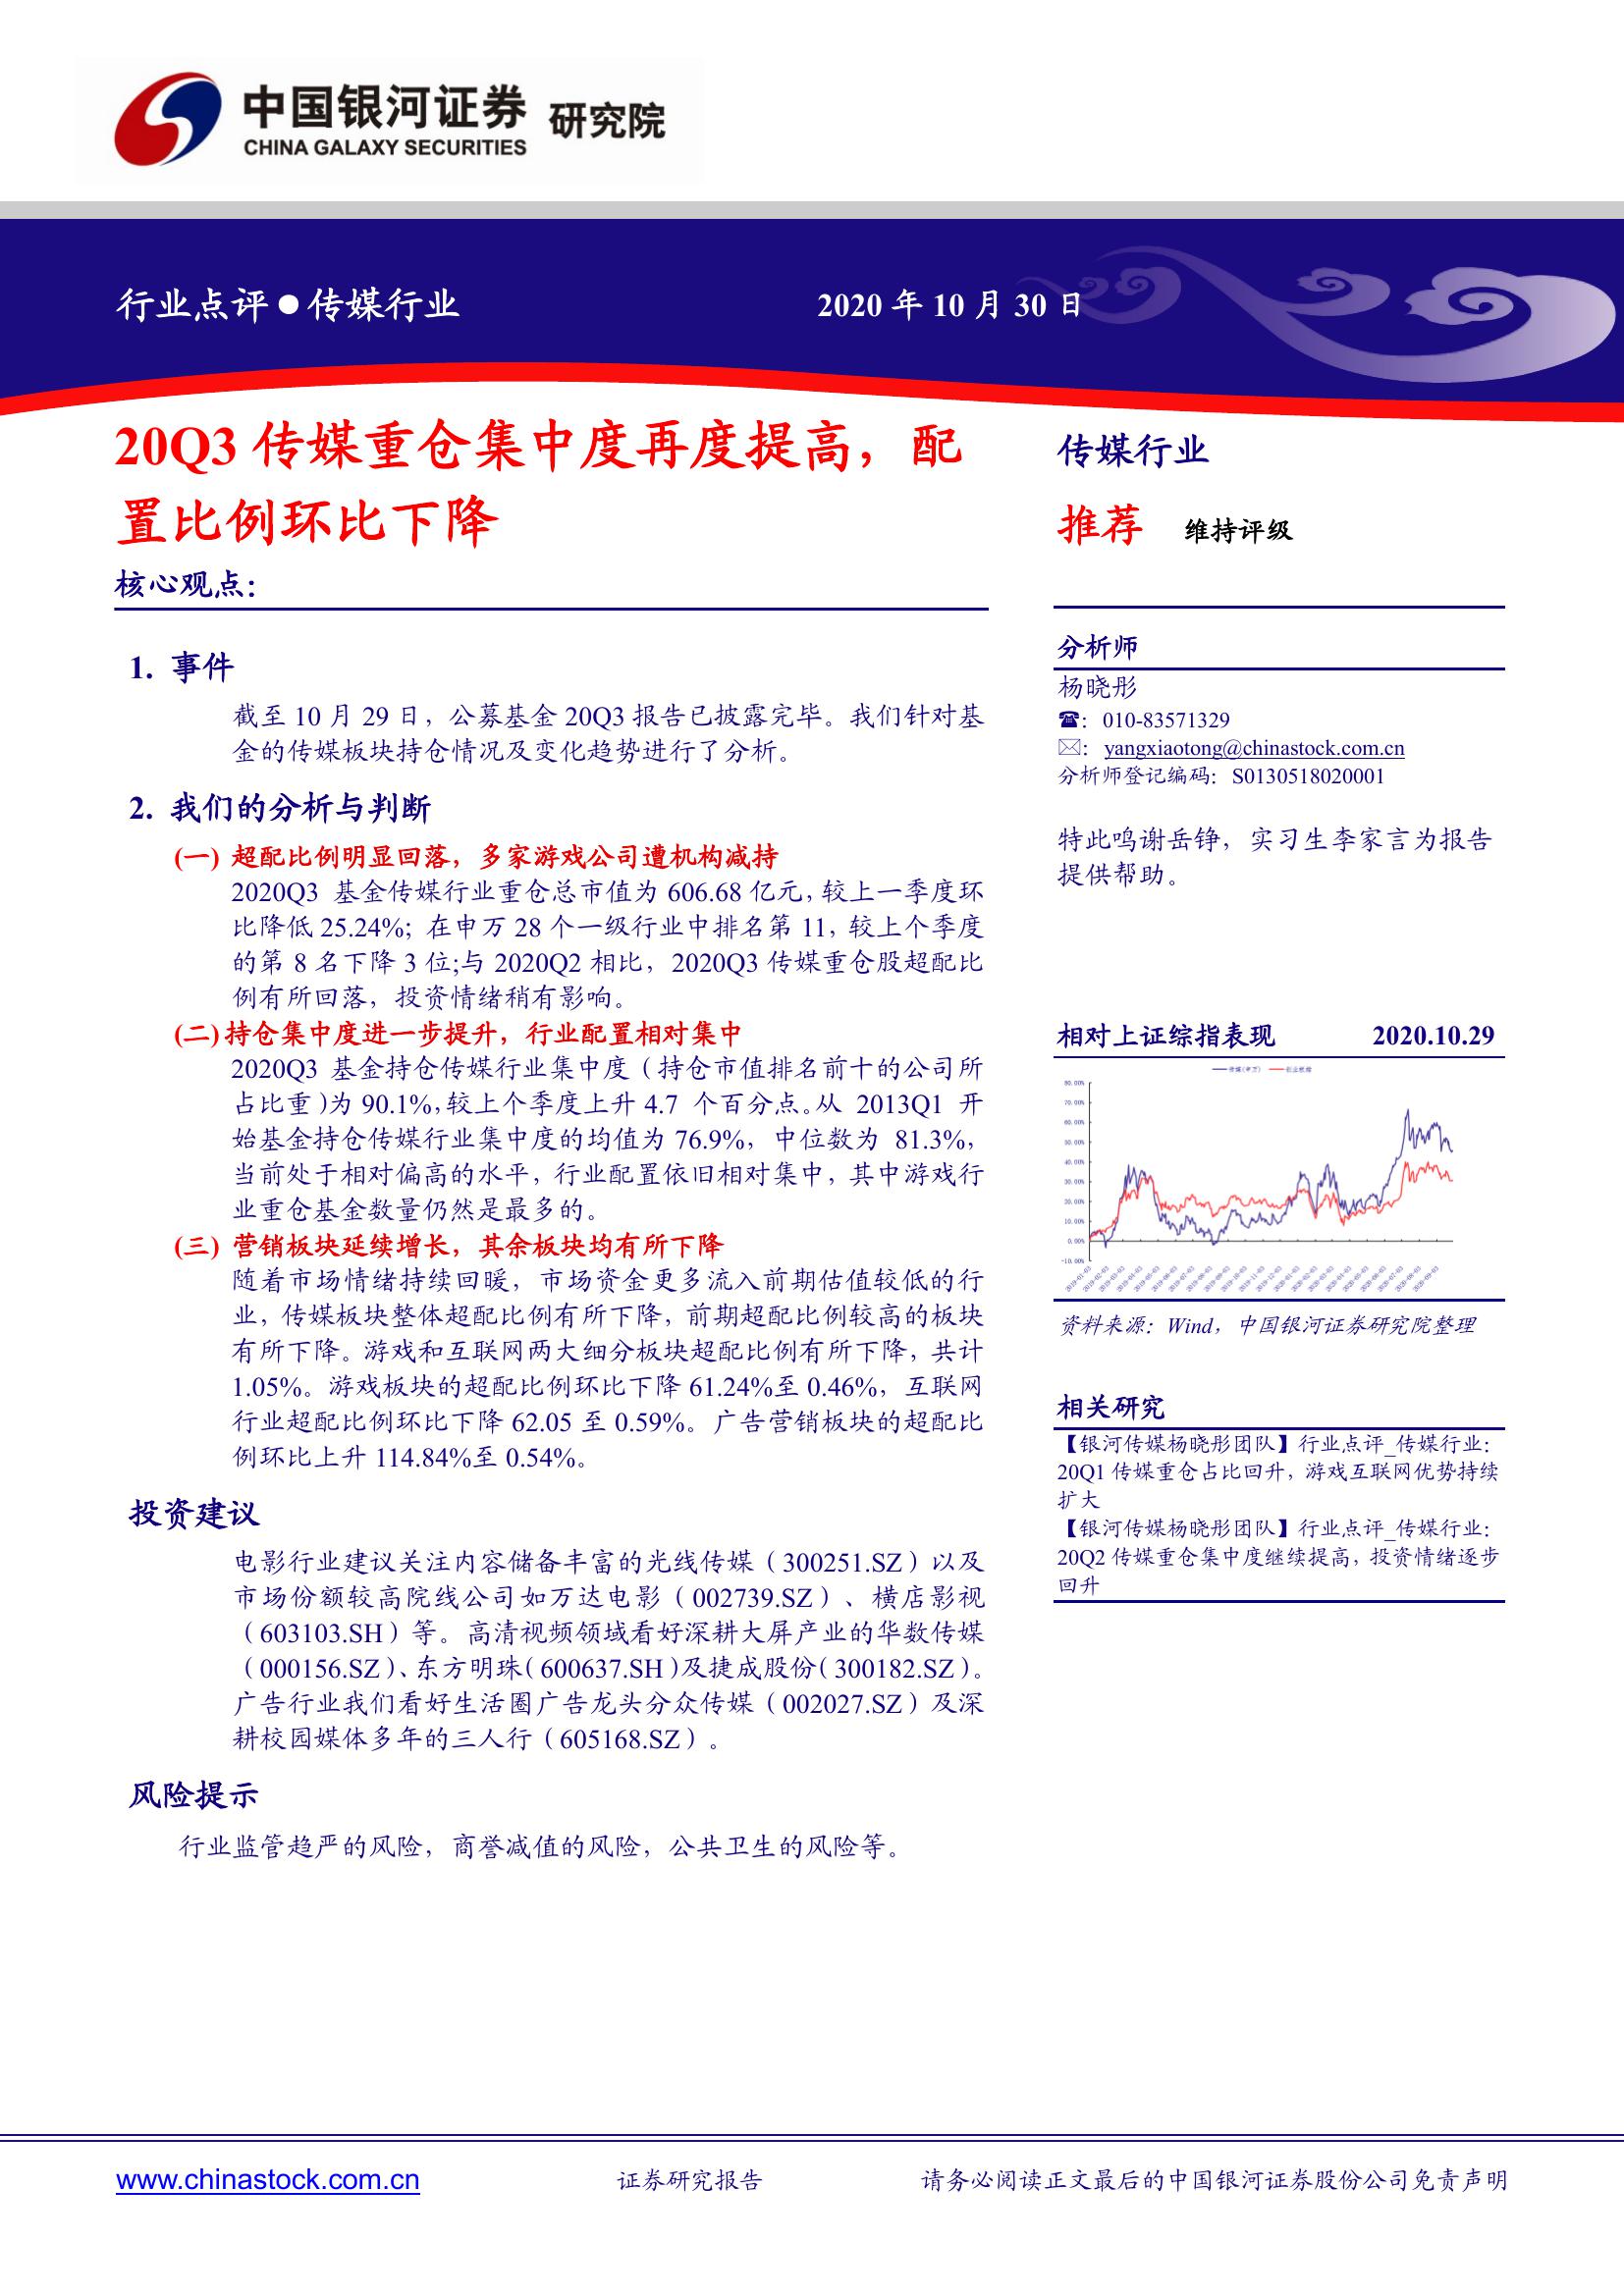 中国银河证券 研究院
CHINA GALAXY SECURITIES
行业点评●传媒行业
2020 年 10 月 30 日
20Q3 传媒重仓集中度再度提高，配
置比例环比下降
核心观点：
1. 事件
截至 10 月 29 日，公募基金 20Q3 报告已披露完毕。我们针对基
金的传媒板块持仓情况及变化趋势进行了分析。
2. 我们的分析与判断
(一) 超配比例明显回落，多家游戏公司遭机构减持
2020Q3 基金传媒行业重仓总市值为 606.68 亿元，较上一季度环
比降低 25.24%；在申万 28 个一级行业中排名第 11，较上个季度
的第 8 名下降 3 位;与 2020Q2 相比，2020Q3 传媒重仓股超配比
例有所回落，投资情绪稍有影响。
(二) 持仓集中度进一步提升，行业配置相对集中
2020Q3 基金持仓传媒行业集中度（持仓市值排名前十的公司所
占比重）为 90.1%，较上个季度上升 4.7 个百分点。从 2013Q1 开
始基金持仓传媒行业集中度的均值为 76.9%，中位数为 81.3%，
当前处于相对偏高的水平，行业配置依旧相对集中，其中游戏行
业重仓基金数量仍然是最多的。
(三) 营销板块延续增长，其余板块均有所下降
随着市场情绪持续回暖，市场资金更多流入前期估值较低的行
业，传媒板块整体超配比例有所下降，前期超配比例较高的板块
有所下降。游戏和互联网两大细分板块超配比例有所下降，共计
1.05%。游戏板块的超配比例环比下降 61.24%至 0.46%，互联网
行业超配比例环比下降 62.05 至 0.59%。广告营销板块的超配比
例环比上升 114.84%至 0.54%。
投资建议
电影行业建议关注内容储备丰富的光线传媒（300251.SZ）以及
市场份额较高院线公司如万达电影（002739.SZ）、横店影视
（603103.SH）等。高清视频领域看好深耕大屏产业的华数传媒
（000156.SZ）、东方明珠（600637.SH）及捷成股份（300182.SZ）。
广告行业我们看好生活圈广告龙头分众传媒（002027.SZ）及深
耕校园媒体多年的三人行（605168.SZ）。
风险提示
行业监管趋严的风险，商誉减值的风险，公共卫生的风险等。
传媒行业
推荐 维持评级
分析师
杨晓彤
☎：010-83571329
✉：yangxiaotong@chinastock.com.cn
分析师登记编码：S0130518020001
特此鸣谢岳铮，实习生李家言为报告
提供帮助。
相对上证综指表现 2020.10.29
80.00%
70.00%
60.00%
50.00%
40.00%
30.00%
20.00%
10.00%
0.00%
-10.00%
资料来源：Wind，中国银河证券研究院整理
相关研究
【银河传媒杨晓彤团队】行业点评_传媒行业：
20Q1 传媒重仓占比回升，游戏互联网优势持续
扩大
【银河传媒杨晓彤团队】行业点评_传媒行业：
20Q2 传媒重仓集中度继续提高，投资情绪逐步
回升
www.chinastock.com.cn
证券研究报告
请务必阅读正文最后的中国银河证券股份公司免责声明